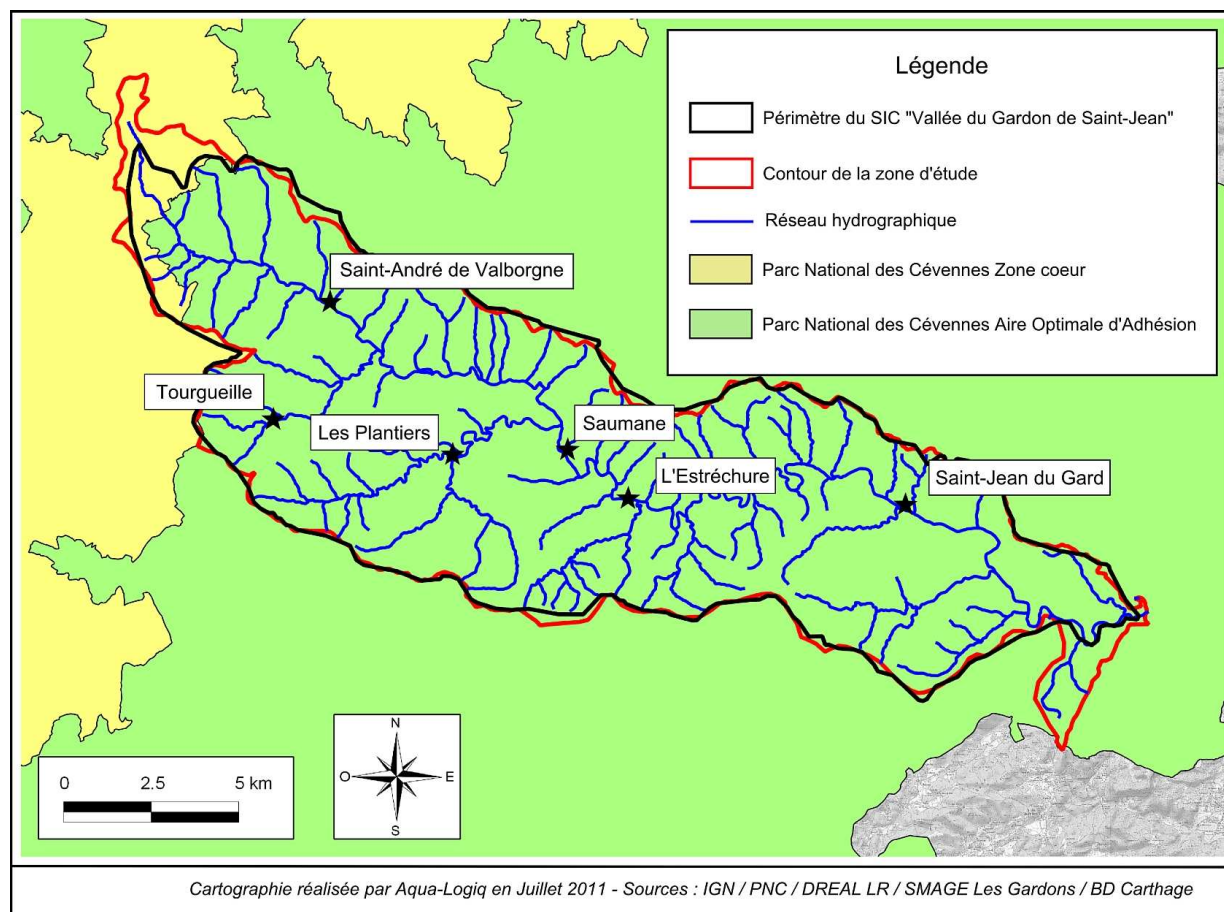 Légende
Périmètre du SIC "Vallée du Gardon de Saint-Jean"
Contour de la zone d'étude
Réseau hydrographique
Parc National des Cévennes Zone coeur
Parc National des Cévennes Aire Optimale d'Adhésion
Saint-André de Valborgne
Tourgueille
Les Plantiers
Saumane
L'Estréchure
Saint-Jean du Gard
0 2.5 5 km
N
O E
S
Cartographie réalisée par Aqua-Logiq en Juillet 2011 - Sources : IGN / PNC / DREAL LR / SMAGE Les Gardons / BD Carthage